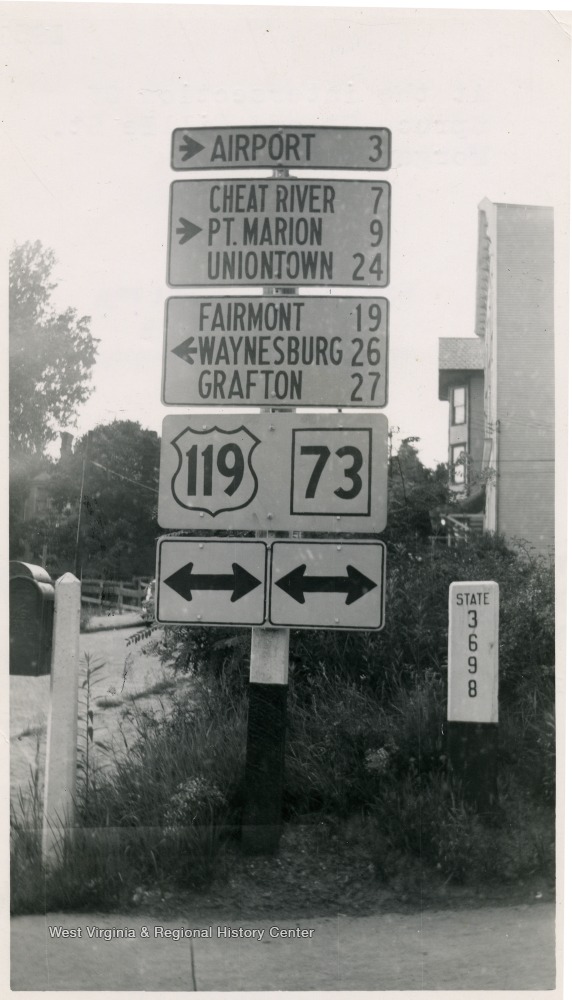 AIRPORT 3
CHEAT RIVER 7
PT. MARION 9
UNIONTOWN 24
FAIRMONT 19
WAYNESBURG 26
GRAFTON 27
119 73
STATE
3
6
9
8
West Virginia & Regional History Center